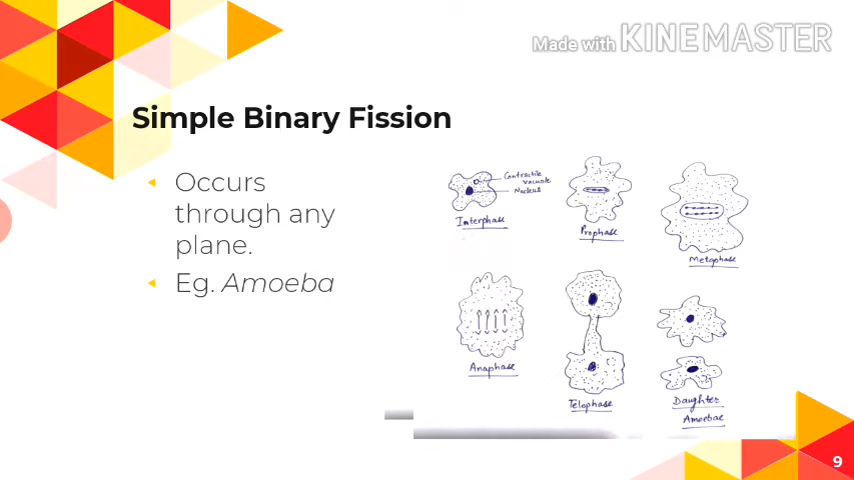 Made with KINEMASTER
Simple Binary Fission
Occurs
through any
plane.
Eg. Amoeba
Contractile
vacuole
Nucleus
Interphase
Prophase
Metaphase
Anaphase
Telophase
Daughter
Amoebae
9